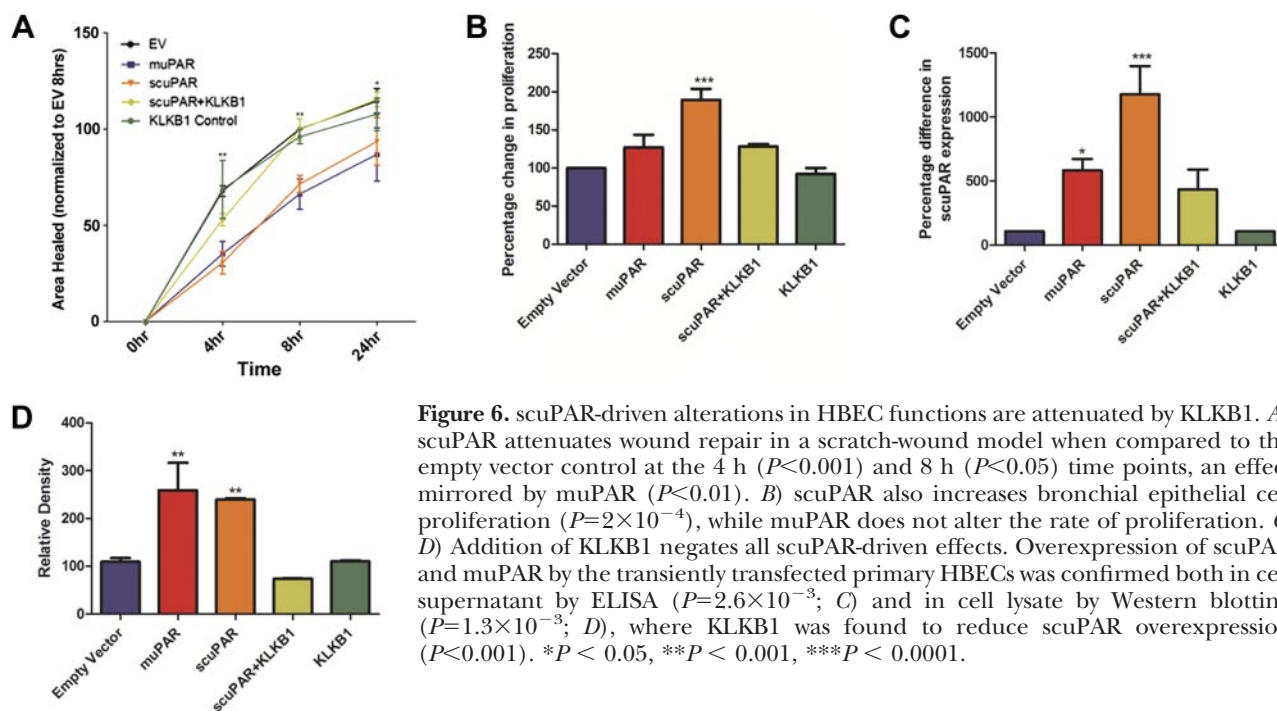 A
Area Healed (normalized to EV 8hrs)
150
100
50
0
EV
muPAR
scuPAR
scuPAR+KLKB1
KLKB1 Control
**
**
*
0hr
4hr
8hr
24hr
Time
B
Percentage change in proliferation
250
200
150
100
50
0
***
Empty Vector
muPAR
scuPAR
scuPAR+KLKB1
KLKB1
C
Percentage difference in
scuPAR expression
1500
1000
500
0
*
***
Empty Vector
muPAR
scuPAR
scuPAR+KLKB1
KLKB1
D
Relative Density
400
300
200
100
0
**
**
Empty Vector
muPAR
scuPAR
scuPAR+KLKB1
KLKB1
Figure 6. scuPAR-driven alterations in HBEC functions are attenuated by KLKB1.
scuPAR attenuates wound repair in a scratch-wound model when compared to
empty vector control at the 4 h (P<0.001) and 8 h (P<0.05) time points, an
mirrored by muPAR (P<0.01). B) scuPAR also increases bronchial epithelial
proliferation (P=2×10⁻⁴), while muPAR does not alter the rate of proliferation.
D) Addition of KLKB1 negates all scuPAR-driven effects. Overexpression of
and muPAR by the transiently transfected primary HBECs was confirmed both in
supernatant by ELISA (P=2.6×10⁻³; C) and in cell lysate by Western
(P=1.3×10⁻³; D), where KLKB1 was found to reduce scuPAR
(P<0.001). *P < 0.05, **P < 0.001, ***P < 0.0001.